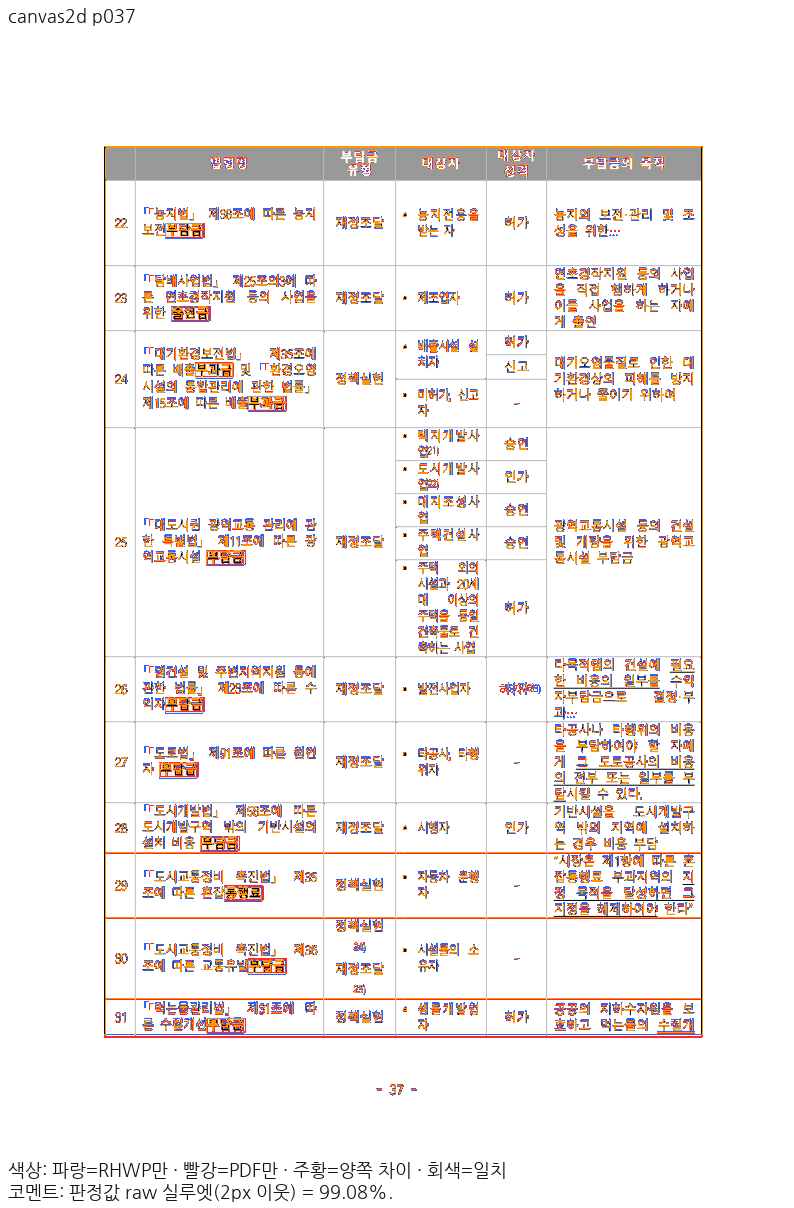 canvas2d p037
법령명 부담금 유형 대상자 대상자 성격 부담금의 목적
22 「농지법」 제38조에 따른 농지보전부담금 재정조달 * 농지전용을 받는 자 허가 농지의 보전·관리 및 조성을 위한…
23 「담배사업법」 제25조의3에 따른 연초경작지원 등의 사업을 위한 출연금 재정조달 * 제조업자 허가 연초경작지원 등의 사업을 직접 행하게 하거나 이를 사업을 하는 자에게 출연
24 「대기환경보전법」 제35조에 따른 배출부과금 및 「환경오염시설의 통합관리에 관한 법률」 제15조에 따른 배출부과금 정책실현 * 배출시설 설치자 허가 신고 * 미허가, 신고자 - 대기오염물질로 인한 대기환경상의 피해를 방지하거나 줄이기 위하여
25 「대도시권 광역교통 관리에 관한 특별법」 제11조에 따른 광역교통시설 부담금 재정조달 * 택지개발사업21) 승인 * 도시개발사업22) 인가 * 대지조성사업 승인 * 주택건설사업 승인 * 주택 외의 시설과 20세대 이상의 주택을 동일건축물로 건축하는 사업 허가 광역교통시설 등의 건설 및 개량을 위한 광역교통시설 부담금
26 「댐건설 및 주변지역지원 등에 관한 법률」 제23조에 따른 수익자부담금 재정조달 * 발전사업자 다목적댐의 건설에 필요한 비용의 일부를 수익자부담금으로 결정·부과…
27 「도로법」 제91조에 따른 원인자 부담금 재정조달 * 타공사, 타행위자 - 타공사나 타행위의 비용을 부담하여야 할 자에게 그 도로공사의 비용의 전부 또는 일부를 부담시킬 수 있다.
28 「도시개발법」 제58조에 따른 도시개발구역 밖의 기반시설의 설치 비용 부담금 재정조달 * 시행자 인가 기반시설을 도시개발구역 밖의 지역에 설치하는 경우 비용 부담
29 「도시교통정비 촉진법」 제35조에 따른 혼잡통행료 정책실현 * 자동차 운행자 - "시장은 제1항에 따른 혼잡통행료 부과지역의 지정 목적을 달성하면 그 지정을 해제하여야 한다"
30 「도시교통정비 촉진법」 제36조에 따른 교통유발부담금 정책실현24) 재정조달25) * 시설물의 소유자 -
31 「먹는물관리법」 제31조에 따른 수질개선부담금 정책실현 * 샘물개발업자 허가 공공의 지하수자원을 보호하고 먹는물의 수질개
- 37 -
색상: 파랑=RHWP만 · 빨강=PDF만 · 주황=양쪽 차이 · 회색=일치
코멘트: 판정값 raw 실루엣(2px 이웃) = 99.08%.